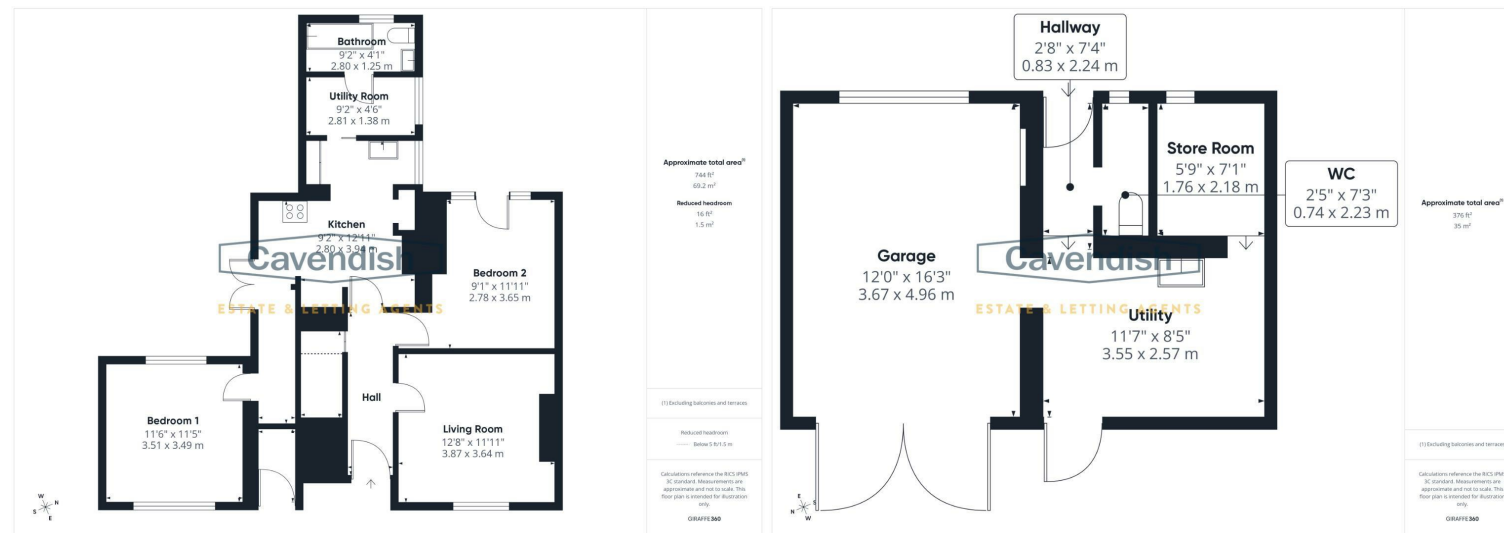 Bathroom
9'2" x 4'1"
2.80 x 1.25 m
Utility Room
9'2" x 4'6"
2.81 x 1.38 m
Kitchen
9'2" x 12'11"
2.80 x 3.94 m
Cavendish
ESTATE & LETTING AGENTS
Bedroom 2
9'1" x 11'11"
2.78 x 3.65 m
Bedroom 1
11'6" x 11'5"
3.51 x 3.49 m
Hall
Living Room
12'8" x 11'11"
3.87 x 3.64 m
W
N
S
E
Approximate total area⁽¹⁾
744 ft²
69.2 m²
Reduced headroom
16 ft²
1.5 m²
(1) Excluding balconies and terraces
Reduced headroom
Below 5 ft/1.5 m
Calculations reference the RICS IPMS
3C standard. Measurements are
approximate and not to scale. This
floor plan is intended for illustration
only.
GIRAFFE360
Hallway
2'8" x 7'4"
0.83 x 2.24 m
Store Room
5'9" x 7'1"
1.76 x 2.18 m
WC
2'5" x 7'3"
0.74 x 2.23 m
Garage
12'0" x 16'3"
3.67 x 4.96 m
Cavendish
ESTATE & LETTING AGENTS
Utility
11'7" x 8'5"
3.55 x 2.57 m
E
S
N
W
Approximate total area⁽¹⁾
376 ft²
35 m²
(1) Excluding balconies and terraces
Calculations reference the RICS IPMS
3C standard. Measurements are
approximate and not to scale. This
floor plan is intended for illustration
only.
GIRAFFE360